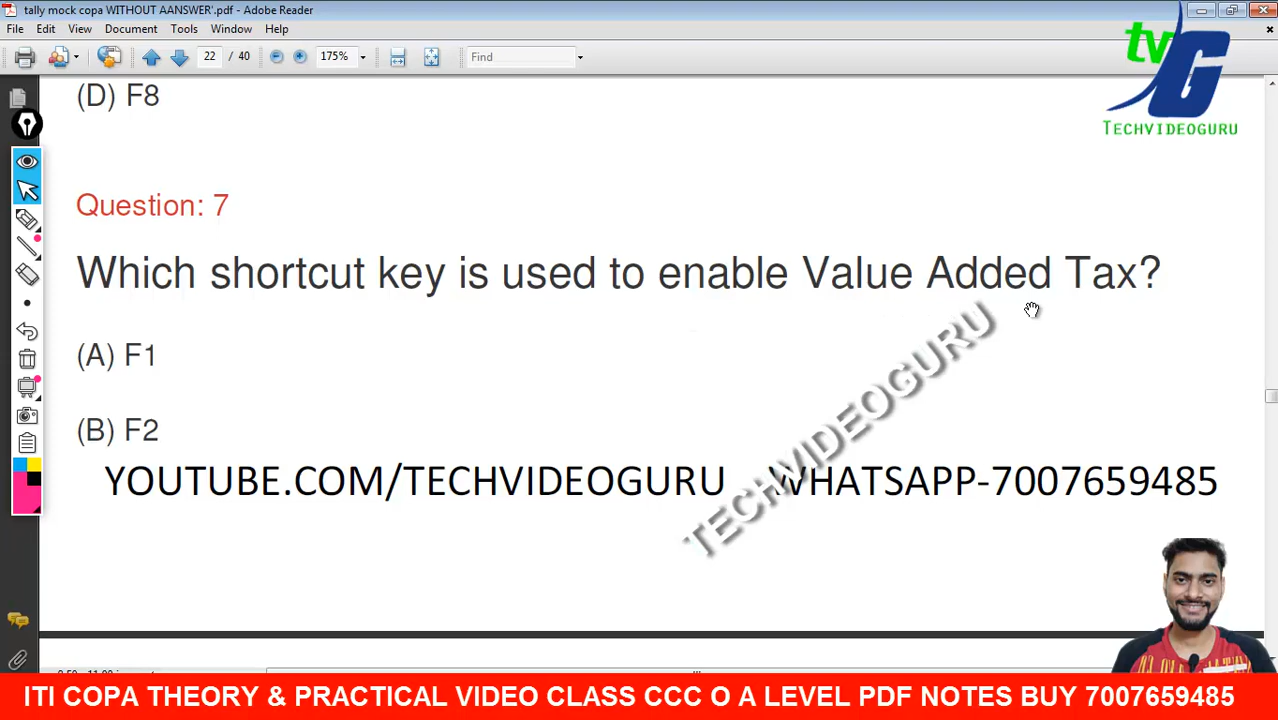 tally mock copa WITHOUT AANSWER'.pdf - Adobe Reader
File Edit View Document Tools Window Help
22 / 40 175% Find
tv
G
TECHVIDEOGURU
(D) F8
Question: 7
Which shortcut key is used to enable Value Added Tax?
(A) F1
(B) F2
YOUTUBE.COM/TECHVIDEOGURU WHATSAPP-7007659485
TECHVIDEOGURU
ITI COPA THEORY & PRACTICAL VIDEO CLASS CCC O A LEVEL PDF NOTES BUY 7007659485